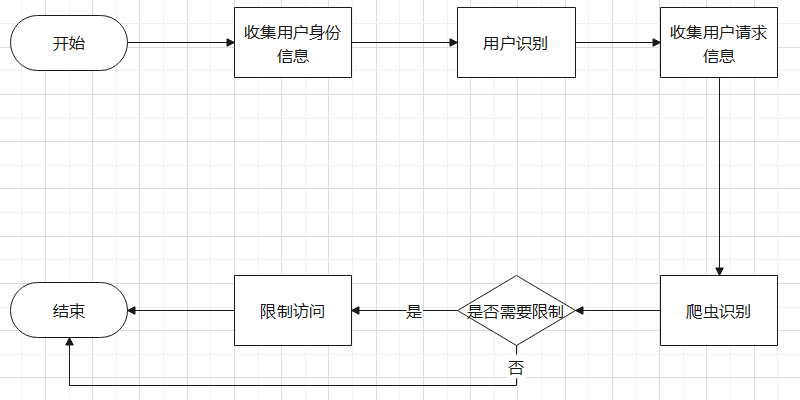 开始
收集用户身份
信息
用户识别
收集用户请求
信息
爬虫识别
是否需要限制
是
限制访问
结束
否